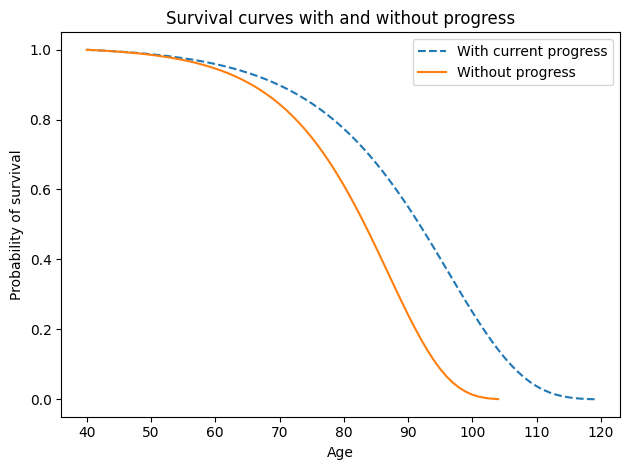 Survival curves with and without progress
With current progress
Without progress
Probability of survival
1.0
0.8
0.6
0.4
0.2
0.0
40 50 60 70 80 90 100 110 120
Age